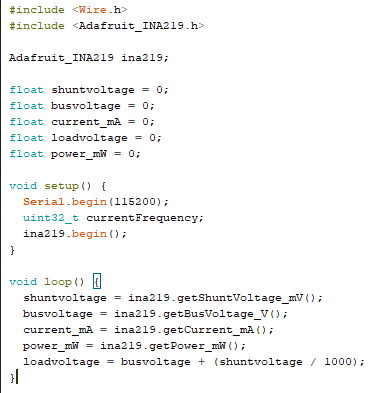 #include <Wire.h>
#include <Adafruit_INA219.h>
Adafruit_INA219 ina219;
float shuntvoltage = 0;
float busvoltage = 0;
float current_mA = 0;
float loadvoltage = 0;
float power_mW = 0;
void setup() {
  Serial.begin(115200);
  uint32_t currentFrequency;
  ina219.begin();
}
void loop() {
  shuntvoltage = ina219.getShuntVoltage_mV();
  busvoltage = ina219.getBusVoltage_V();
  current_mA = ina219.getCurrent_mA();
  power_mW = ina219.getPower_mW();
  loadvoltage = busvoltage + (shuntvoltage / 1000);
}